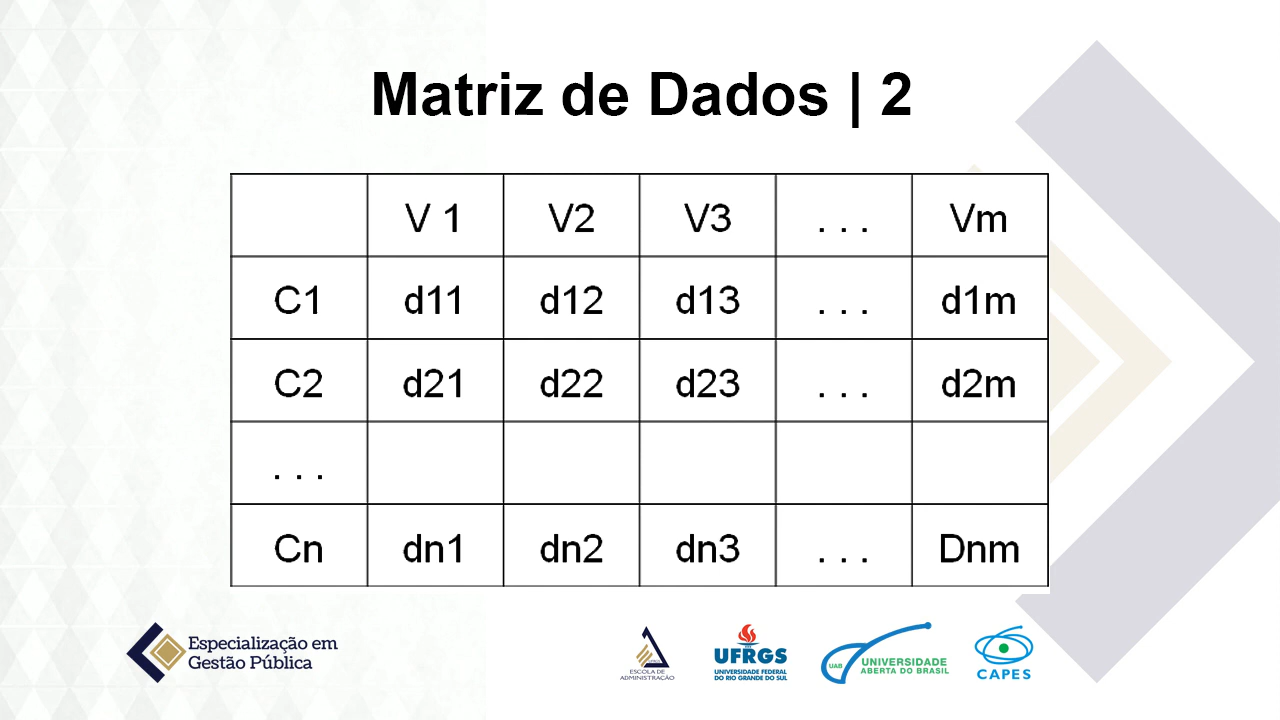 Matriz de Dados | 2
V 1 V2 V3 . . . Vm
C1 d11 d12 d13 . . . d1m
C2 d21 d22 d23 . . . d2m
. . .
Cn dn1 dn2 dn3 . . . Dnm
Especialização em
Gestão Pública
ESCOLA DE
ADMINISTRAÇÃO
UFRGS
UNIVERSIDADE FEDERAL
DO RIO GRANDE DO SUL
UAB
UNIVERSIDADE
ABERTA DO BRASIL
CAPES